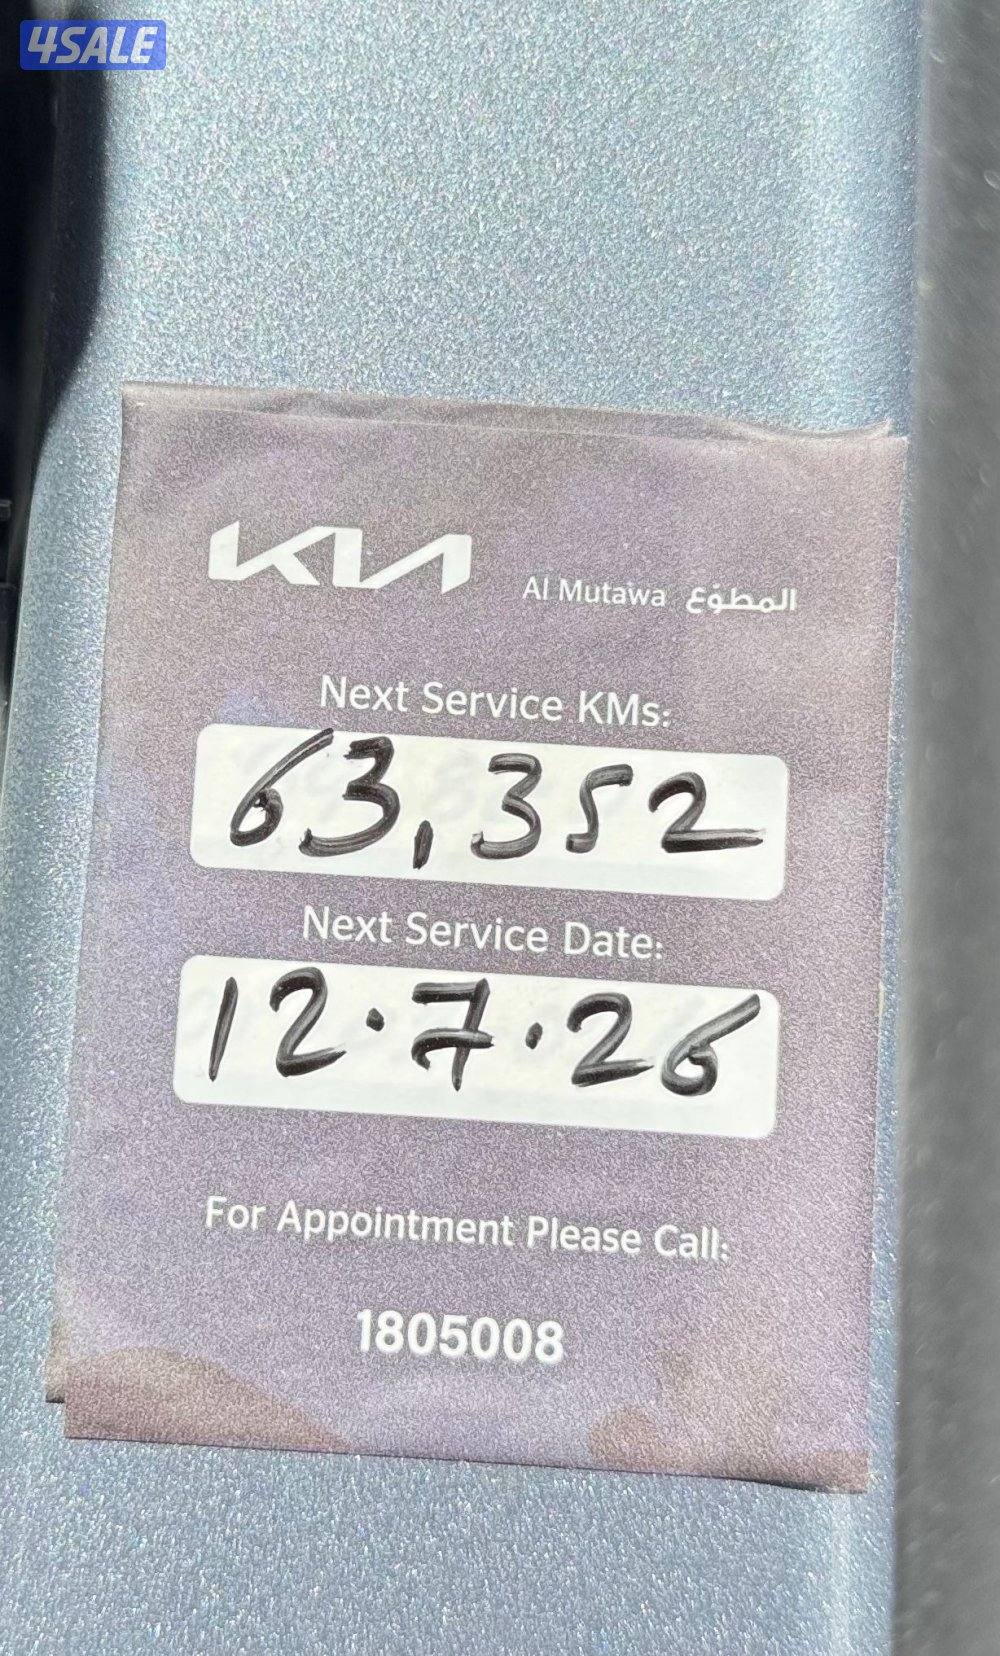 4SALE
KIA Al Mutawa المطوّع
Next Service KMs:
63,352
Next Service Date:
12.7.26
For Appointment Please Call:
1805008